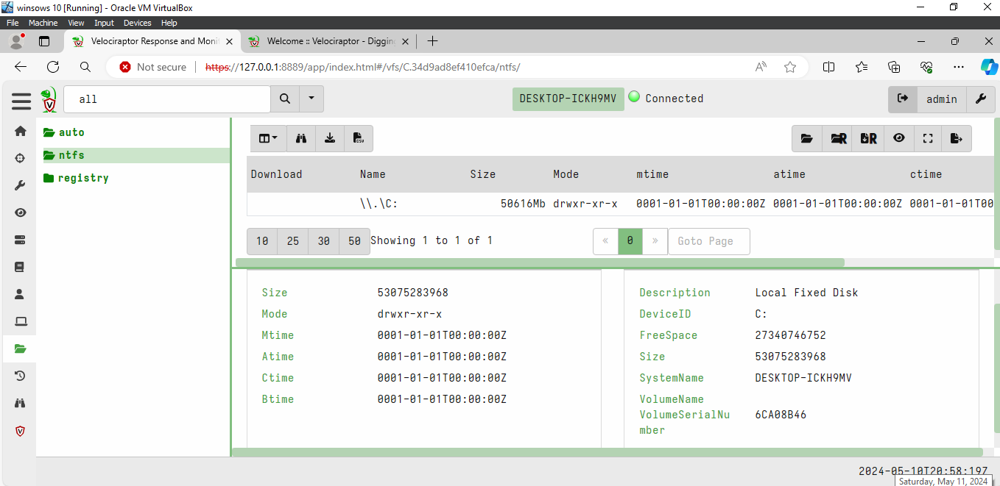 winsows 10 [Running] - Oracle VM VirtualBox
File Machine View Input Devices Help
Velociraptor Response and Monit
Welcome :: Velociraptor - Digging
Not secure https://127.0.0.1:8889/app/index.html#/vfs/C.34d9ad8ef410efca/ntfs/
all DESKTOP-ICKH9MV Connected admin
auto
ntfs
registry
CSV R R
Download Name Size Mode mtime atime ctime
\\.\C: 50616Mb drwxr-xr-x 0001-01-01T00:00:00Z 0001-01-01T00:00:00Z 0001-01-01T00
10 25 30 50 Showing 1 to 1 of 1 « 0 » Goto Page
Size 53075283968
Mode drwxr-xr-x
Mtime 0001-01-01T00:00:00Z
Atime 0001-01-01T00:00:00Z
Ctime 0001-01-01T00:00:00Z
Btime 0001-01-01T00:00:00Z
Description Local Fixed Disk
DeviceID C:
FreeSpace 27340746752
Size 53075283968
SystemName DESKTOP-ICKH9MV
VolumeName
VolumeSerialNu
mber 6CA08B46
2024-05-10T20:58:19Z
Saturday, May 11, 2024